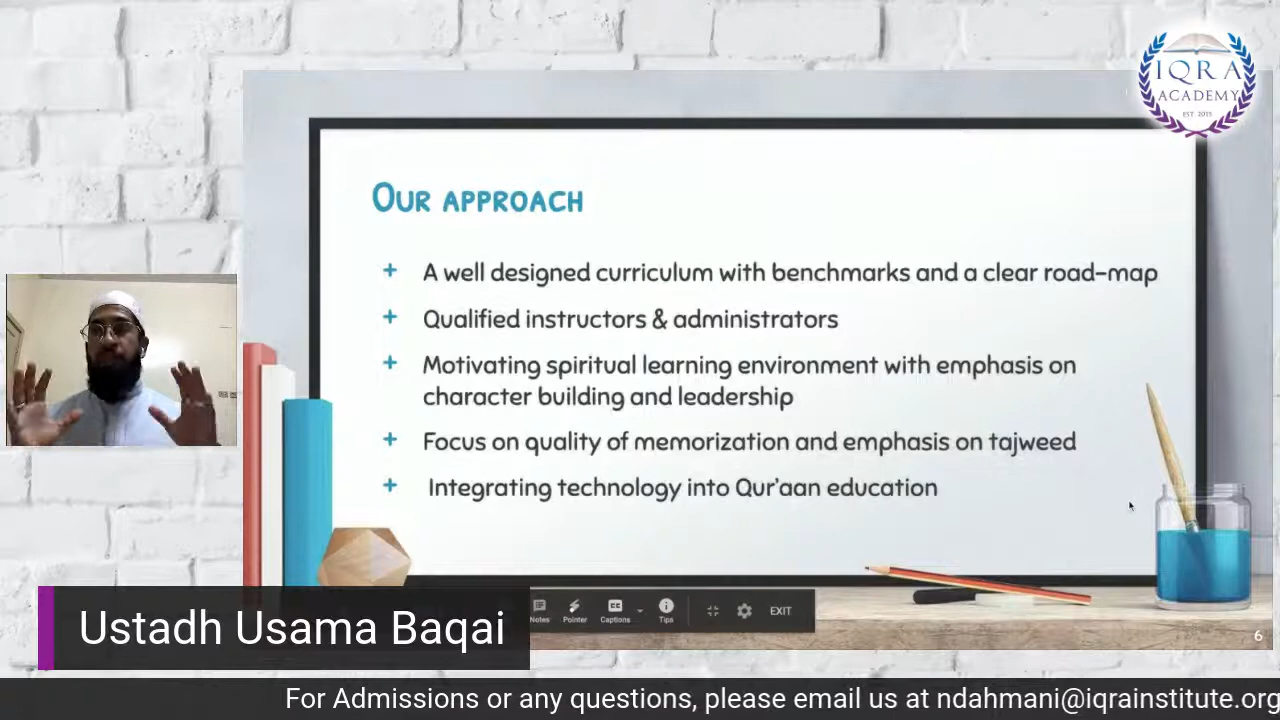 IQRA
ACADEMY
EST. 2015
OUR APPROACH
+ A well designed curriculum with benchmarks and a clear road-map
+ Qualified instructors & administrators
+ Motivating spiritual learning environment with emphasis on
character building and leadership
+ Focus on quality of memorization and emphasis on tajweed
+ Integrating technology into Qur'aan education
Notes Pointer Captions Tips EXIT
6
Ustadh Usama Baqai
For Admissions or any questions, please email us at ndahmani@iqrainstitute.org